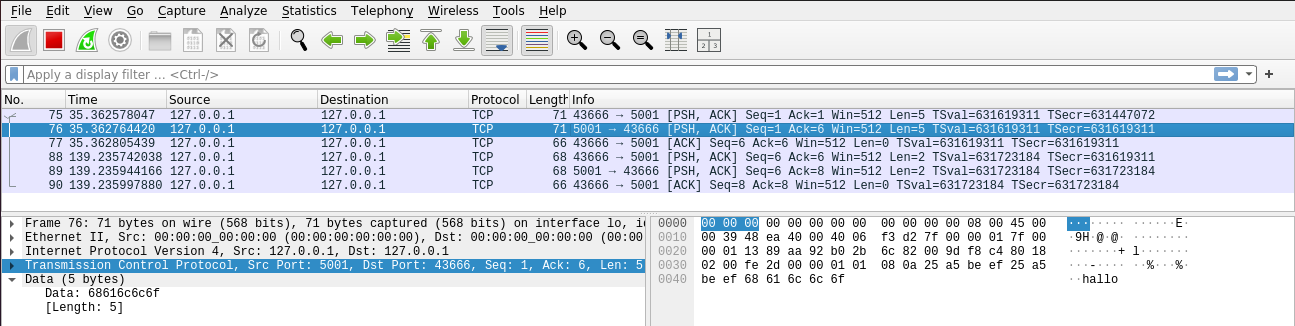 File Edit View Go Capture Analyze Statistics Telephony Wireless Tools Help
Apply a display filter ... <Ctrl-/>
No. Time Source Destination Protocol Length Info
75 35.362578047 127.0.0.1 127.0.0.1 TCP 71 43666 → 5001 [PSH, ACK] Seq=1 Ack=1 Win=512 Len=5 TSval=631619311 TSecr=631447072
76 35.362764420 127.0.0.1 127.0.0.1 TCP 71 5001 → 43666 [PSH, ACK] Seq=1 Ack=6 Win=512 Len=5 TSval=631619311 TSecr=631619311
77 35.362805439 127.0.0.1 127.0.0.1 TCP 66 43666 → 5001 [ACK] Seq=6 Ack=6 Win=512 Len=0 TSval=631619311 TSecr=631619311
88 139.235742038 127.0.0.1 127.0.0.1 TCP 68 43666 → 5001 [PSH, ACK] Seq=6 Ack=6 Win=512 Len=2 TSval=631723184 TSecr=631619311
89 139.235944166 127.0.0.1 127.0.0.1 TCP 68 5001 → 43666 [PSH, ACK] Seq=6 Ack=8 Win=512 Len=2 TSval=631723184 TSecr=631723184
90 139.235997880 127.0.0.1 127.0.0.1 TCP 66 43666 → 5001 [ACK] Seq=8 Ack=8 Win=512 Len=0 TSval=631723184 TSecr=631723184
Frame 76: 71 bytes on wire (568 bits), 71 bytes captured (568 bits) on interface lo, i
Ethernet II, Src: 00:00:00_00:00:00 (00:00:00:00:00:00), Dst: 00:00:00_00:00:00 (00:00
Internet Protocol Version 4, Src: 127.0.0.1, Dst: 127.0.0.1
Transmission Control Protocol, Src Port: 5001, Dst Port: 43666, Seq: 1, Ack: 6, Len: 5
Data (5 bytes)
Data: 68616c6c6f
[Length: 5]
0000 00 00 00 00 00 00 00 00 00 00 00 00 08 00 45 00 ········ ······E·
0010 00 39 48 ea 40 00 40 06 f3 d2 7f 00 00 01 7f 00 ·9H·@·@· ········
0020 00 01 13 89 aa 92 b0 2b 6c 82 00 9d f8 c4 80 18 ·······+ l·······
0030 02 00 fe 2d 00 00 01 01 08 0a 25 a5 be ef 25 a5 ···-···· ··%···%·
0040 be ef 68 61 6c 6c 6f ··hallo